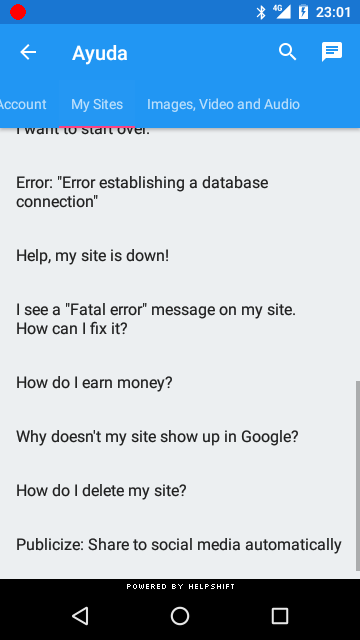 4G 23:01
Ayuda
Account My Sites Images, Video and Audio
I want to start over.
Error: "Error establishing a database
connection"
Help, my site is down!
I see a "Fatal error" message on my site.
How can I fix it?
How do I earn money?
Why doesn't my site show up in Google?
How do I delete my site?
Publicize: Share to social media automatically
POWERED BY HELPSHIFT